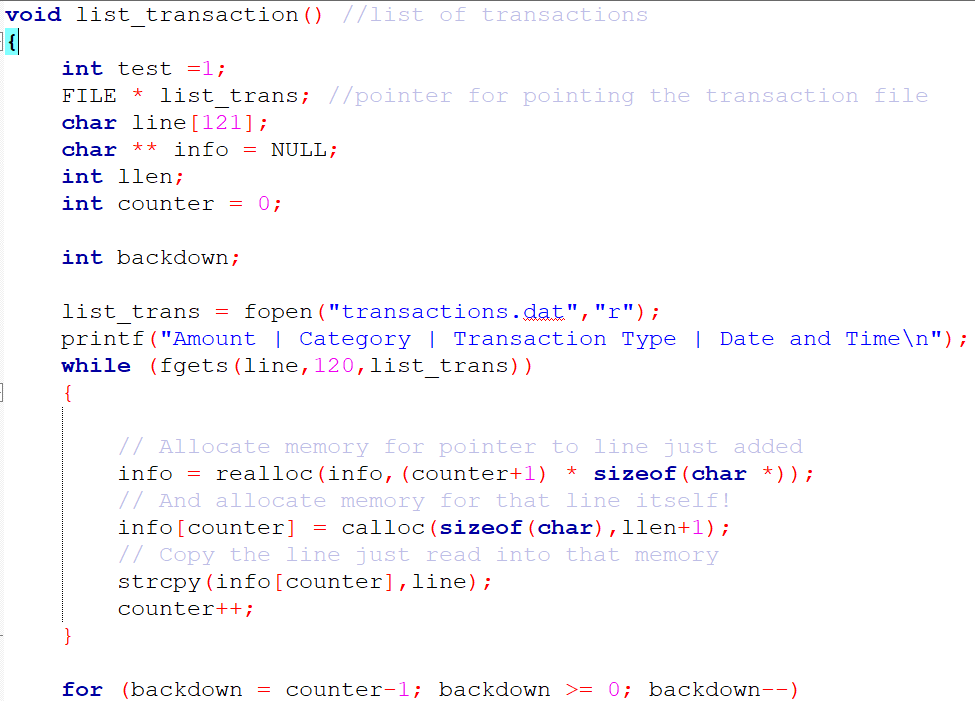 void list_transaction() //list of transactions
{
int test =1;
FILE * list_trans; //pointer for pointing the transaction file
char line[121];
char ** info = NULL;
int llen;
int counter = 0;
int backdown;
list_trans = fopen("transactions.dat","r");
printf("Amount | Category | Transaction Type | Date and Time\n");
while (fgets(line,120,list_trans))
{
// Allocate memory for pointer to line just added
info = realloc(info,(counter+1) * sizeof(char *));
// And allocate memory for that line itself!
info[counter] = calloc(sizeof(char),llen+1);
// Copy the line just read into that memory
strcpy(info[counter],line);
counter++;
}
for (backdown = counter-1; backdown >= 0; backdown--)